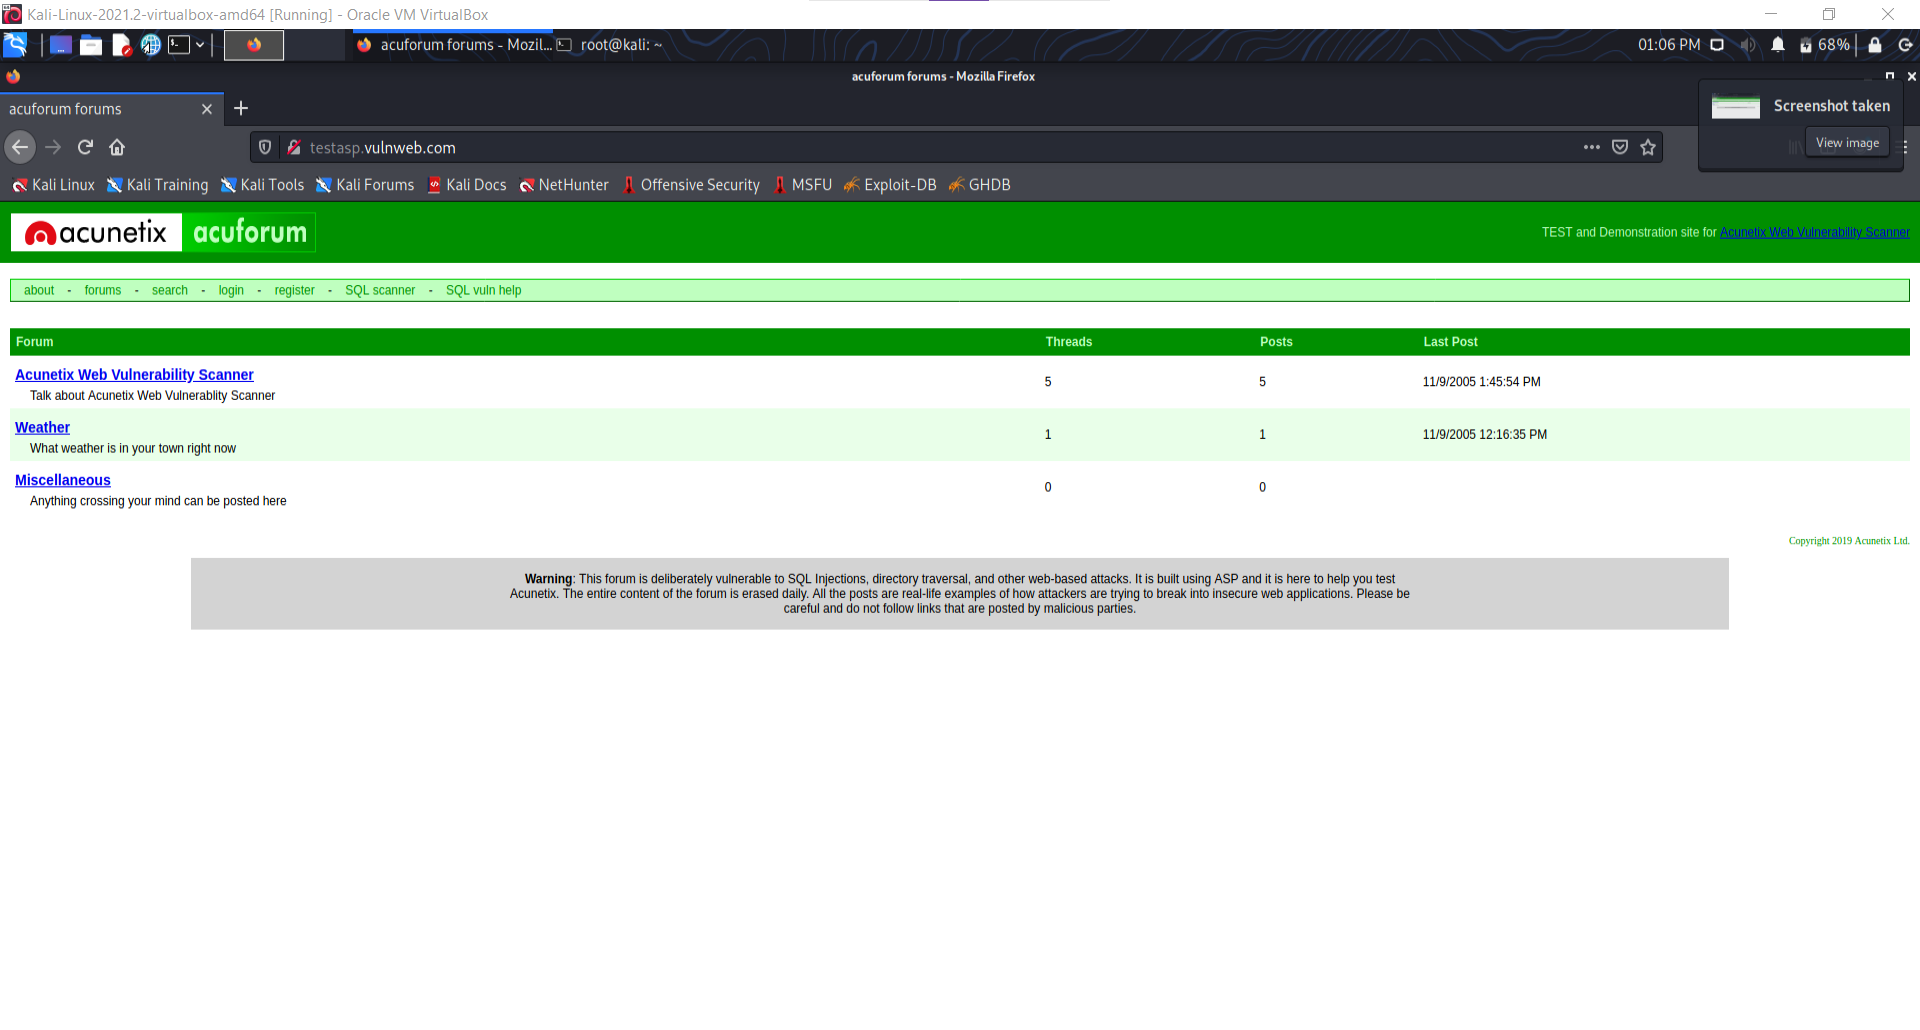 Kali-Linux-2021.2-virtualbox-amd64 [Running] - Oracle VM VirtualBox
acuforum forums - Mozil... root@kali: ~ 01:06 PM 68%
acuforum forums - Mozilla Firefox
acuforum forums
Screenshot taken
View image
testasp.vulnweb.com
Kali Linux Kali Training Kali Tools Kali Forums Kali Docs NetHunter Offensive Security MSFU Exploit-DB GHDB
acunetix acuforum
TEST and Demonstration site for Acunetix Web Vulnerability Scanner
about - forums - search - login - register - SQL scanner - SQL vuln help
Forum Threads Posts Last Post
Acunetix Web Vulnerability Scanner
Talk about Acunetix Web Vulnerablity Scanner
5 5 11/9/2005 1:45:54 PM
Weather
What weather is in your town right now
1 1 11/9/2005 12:16:35 PM
Miscellaneous
Anything crossing your mind can be posted here
0 0
Copyright 2019 Acunetix Ltd.
Warning: This forum is deliberately vulnerable to SQL Injections, directory traversal, and other web-based attacks. It is built using ASP and it is here to help you test
Acunetix. The entire content of the forum is erased daily. All the posts are real-life examples of how attackers are trying to break into insecure web applications. Please be
careful and do not follow links that are posted by malicious parties.